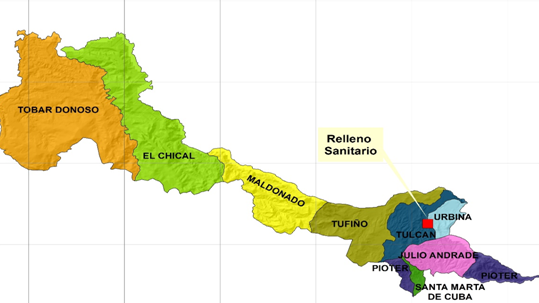 TOBAR DONOSO
EL CHICAL
Relleno
Sanitario
MALDONADO
TUFIÑO
URBINA
TULCAN
JULIO ANDRADE
PIOTER
PIOTER
SANTA MARTA
DE CUBA